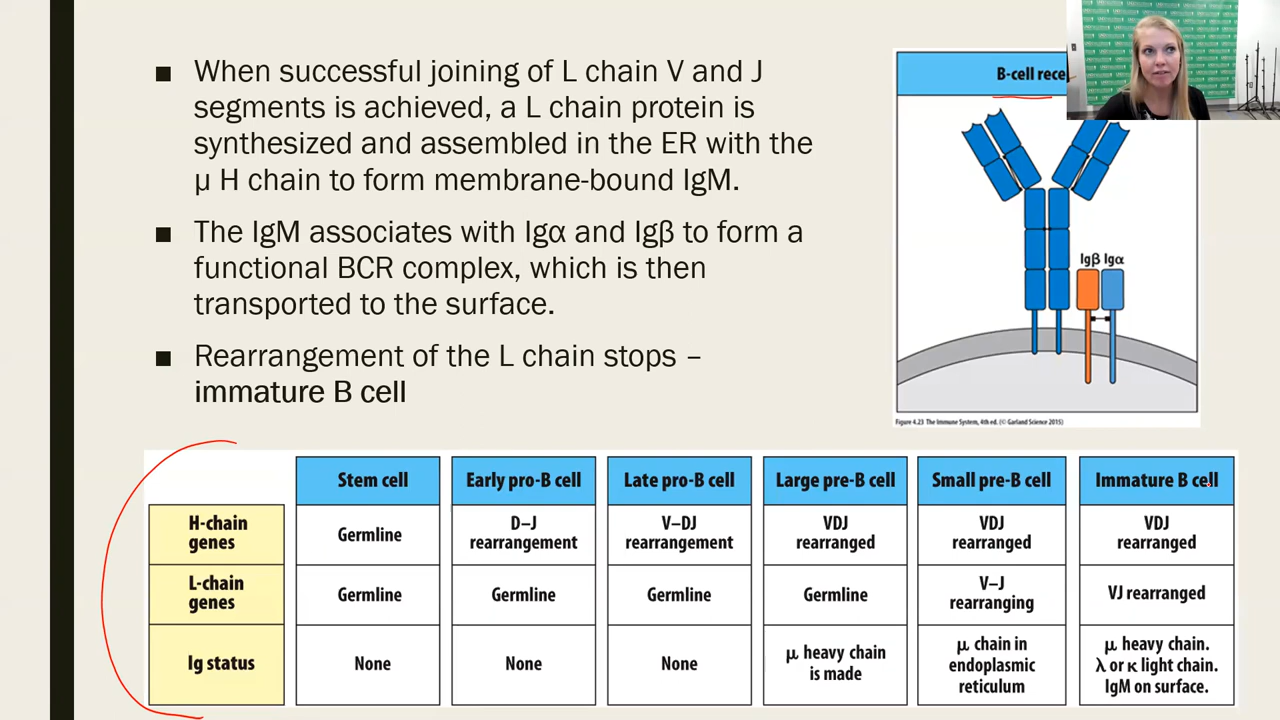 ■ When successful joining of L chain V and J
segments is achieved, a L chain protein is
synthesized and assembled in the ER with the
μ H chain to form membrane-bound IgM.
■ The IgM associates with Igα and Igβ to form a
functional BCR complex, which is then
transported to the surface.
■ Rearrangement of the L chain stops –
immature B cell
B-cell
Igβ Igα
Figure 4.23 The Immune System, 4th ed. (© Garland Science 2015)
Stem cell Early pro-B cell Late pro-B cell Large pre-B cell Small pre-B cell Immature B cell
H-chain
genes
Germline
D–J
rearrangement
V–DJ
rearrangement
VDJ
rearranged
VDJ
rearranged
VDJ
rearranged
L-chain
genes
Germline
Germline
Germline
Germline
V–J
rearranging
VJ rearranged
Ig status
None
None
None
μ heavy chain
is made
μ chain in
endoplasmic
reticulum
μ heavy chain.
λ or κ light chain.
IgM on surface.